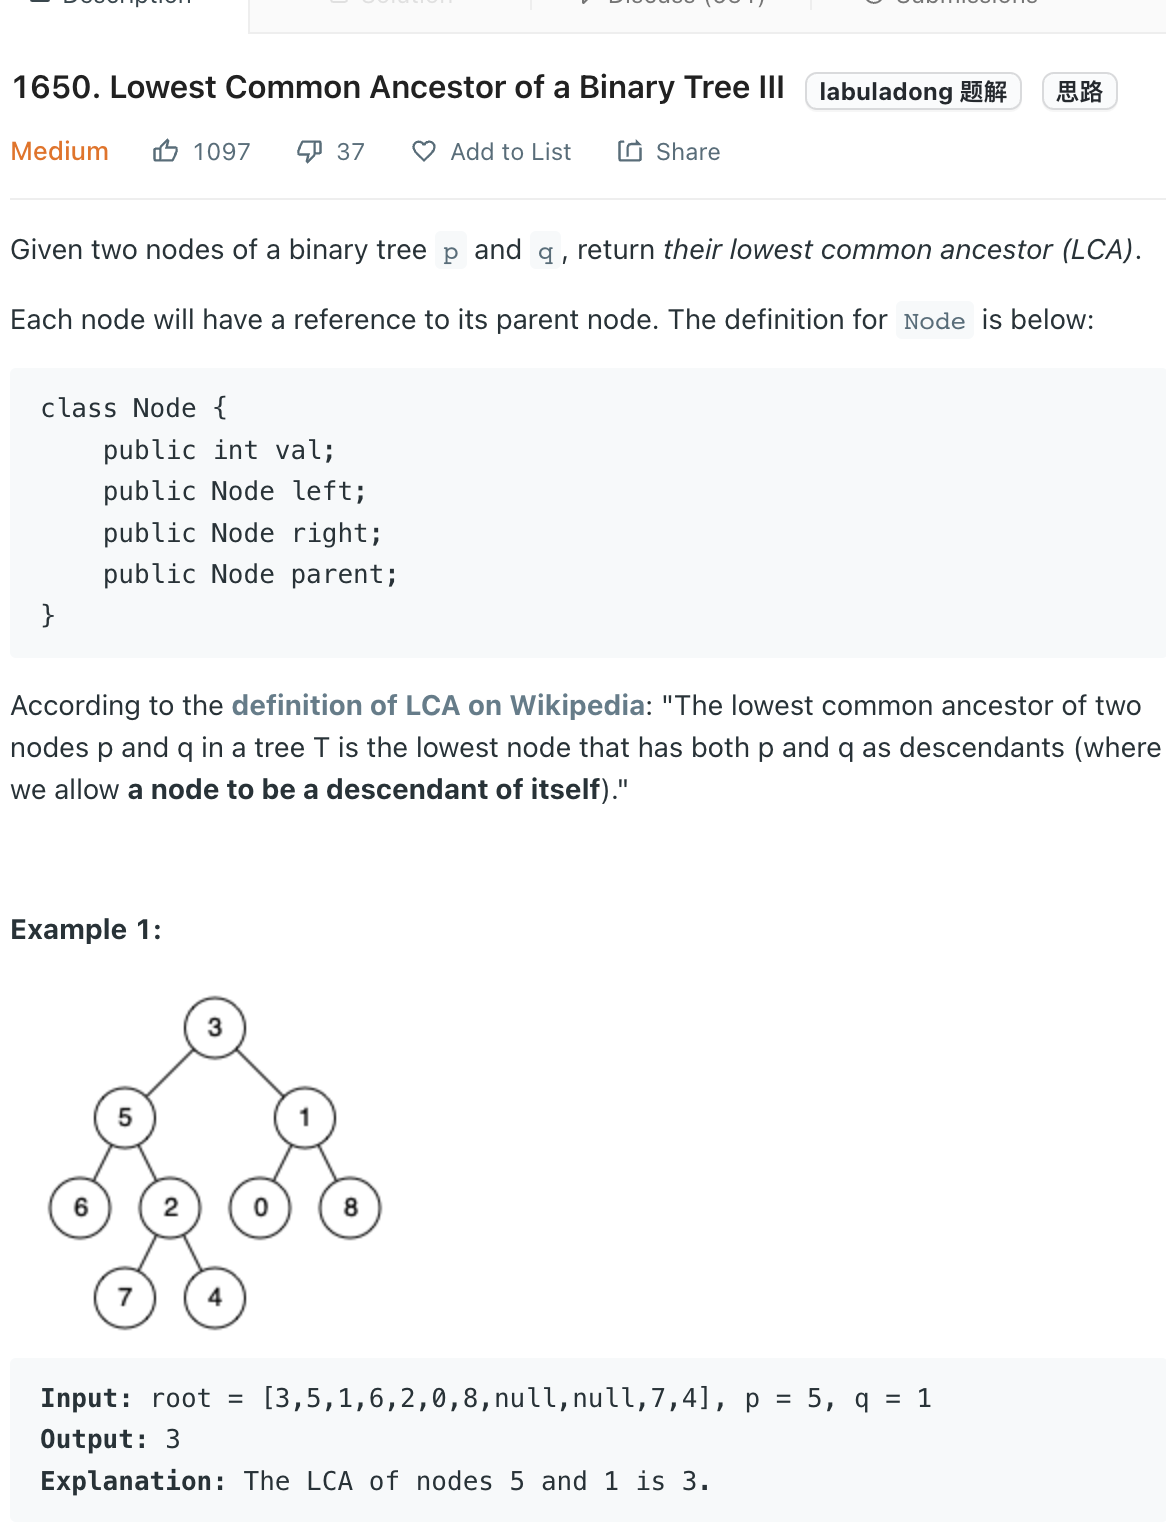 Description Solution Discuss Submissions
1650. Lowest Common Ancestor of a Binary Tree III labuladong 题解 思路
Medium 1097 37 Add to List Share
Given two nodes of a binary tree p and q, return their lowest common ancestor (LCA).
Each node will have a reference to its parent node. The definition for Node is below:
class Node {
public int val;
public Node left;
public Node right;
public Node parent;
}
According to the definition of LCA on Wikipedia: "The lowest common ancestor of two
nodes p and q in a tree T is the lowest node that has both p and q as descendants (where
we allow a node to be a descendant of itself)."
Example 1:
3
5 1
6 2 0 8
7 4
Input: root = [3,5,1,6,2,0,8,null,null,7,4], p = 5, q = 1
Output: 3
Explanation: The LCA of nodes 5 and 1 is 3.